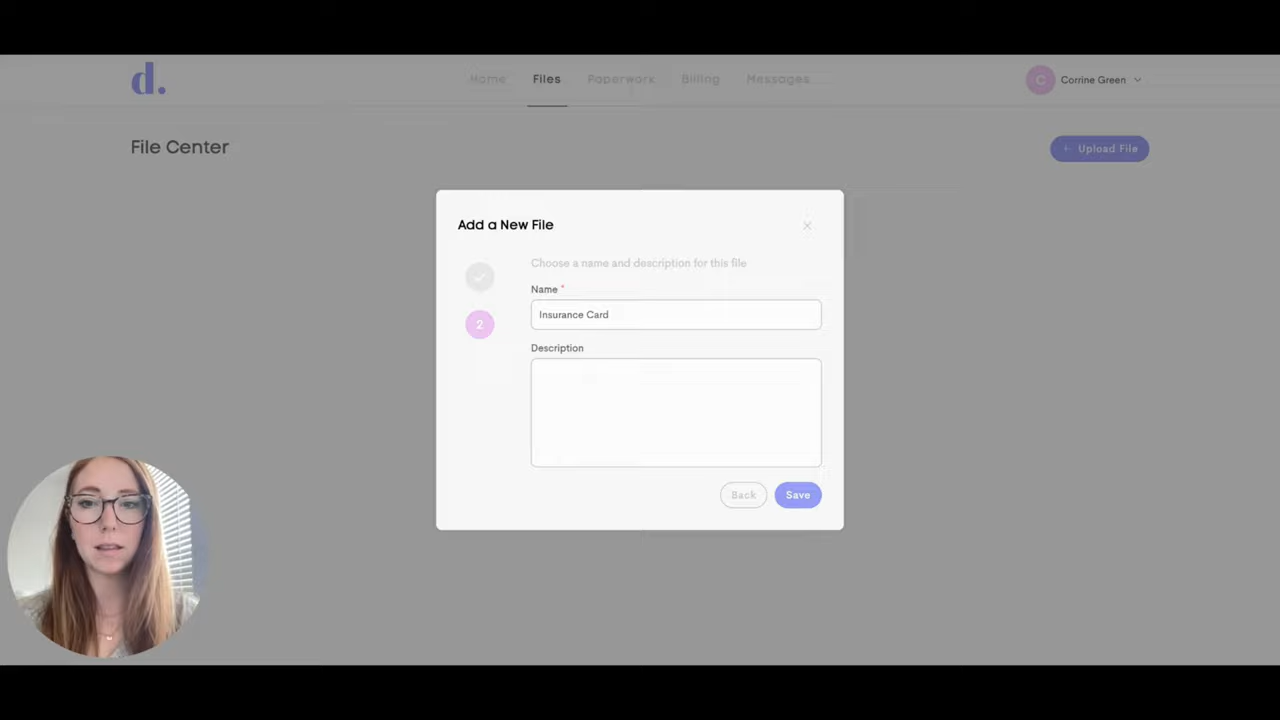 d.
Home Files Paperwork Billing Messages
C Corrine Green
File Center
Upload File
Add a New File
Choose a name and description for this file
Name *
Insurance Card
2
Description
Back Save